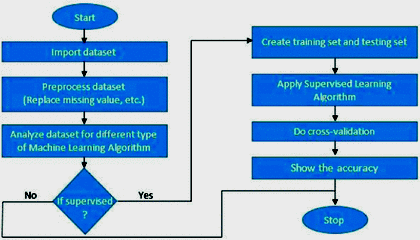 Start
Import dataset
Preprocess dataset
(Replace missing value, etc.)
Analyze dataset for different type
of Machine Learning Algorithm
No
If supervised
?
Yes
Create training set and testing set
Apply Supervised Learning
Algorithm
Do cross-validation
Show the accuracy
Stop